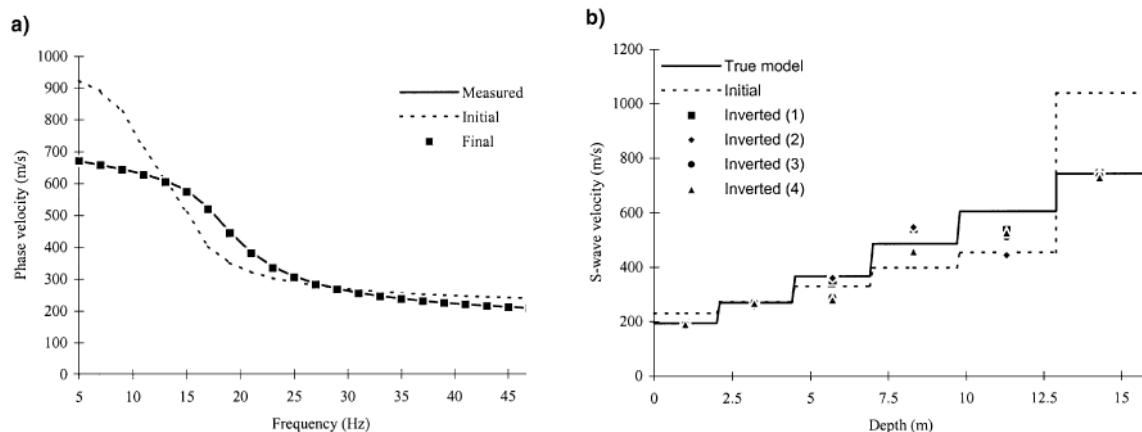 a)
1000
900
800
700
600
500
400
300
200
100
0
Phase velocity (m/s)
5 10 15 20 25 30 35 40 45
Frequency (Hz)
Measured
Initial
Final
b)
1200
1000
800
600
400
200
0
S-wave velocity (m/s)
0 2.5 5 7.5 10 12.5 15
Depth (m)
True model
Initial
Inverted (1)
Inverted (2)
Inverted (3)
Inverted (4)